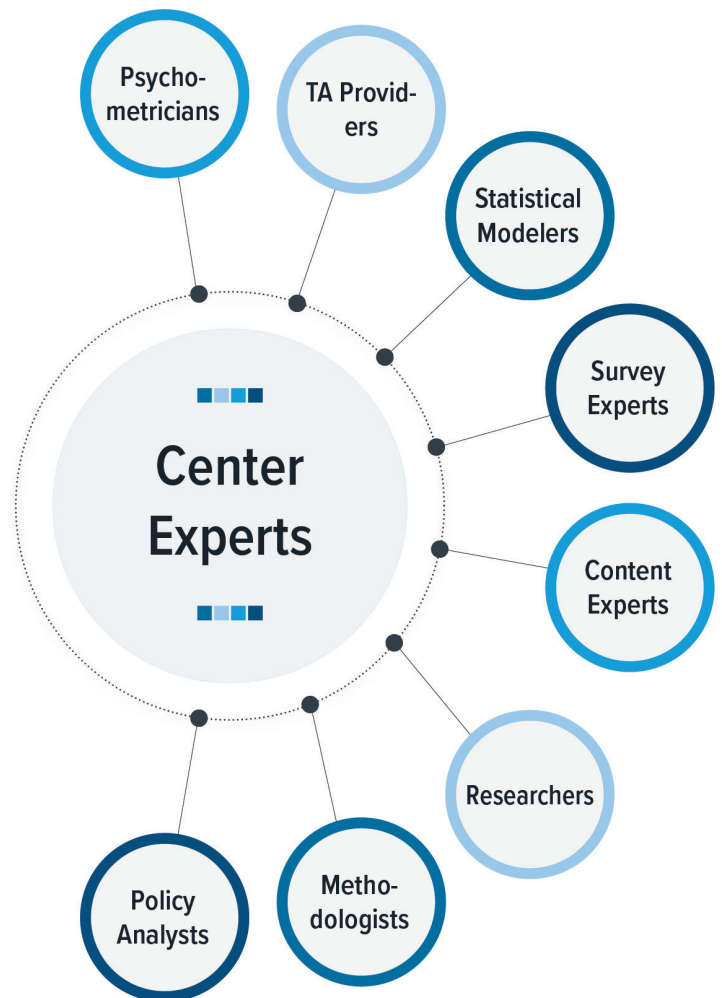 Psycho-
metricians
TA Provid-
ers
Statistical
Modelers
Survey
Experts
Center
Experts
Content
Experts
Researchers
Metho-
dologists
Policy
Analysts